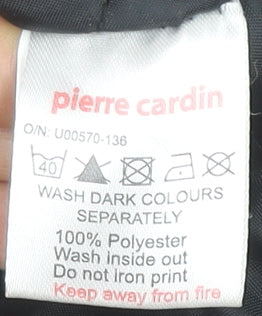 pierre cardin
O/N: U00570-136
40
WASH DARK COLOURS
SEPARATELY
100% Polyester
Wash inside out
Do not iron print
Keep away from fire